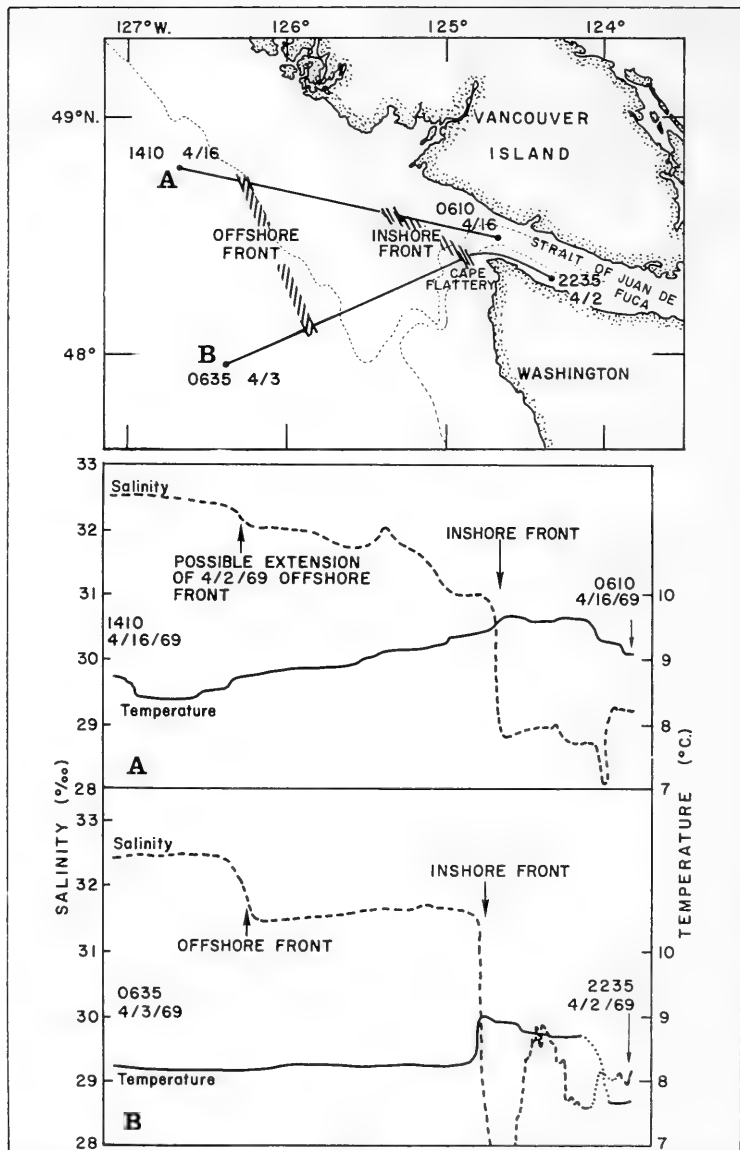 127° W. 126° 125° 124°
49° N.
VANCOUVER
ISLAND
1410 4/16
A
0610
4/16
OFFSHORE
FRONT
INSHORE
FRONT
STRAIT OF JUAN DE
FUCA
CAPE
FLATTERY
2235
4/2
48°
B
0635 4/3
WASHINGTON
33
Salinity
32
INSHORE FRONT
POSSIBLE EXTENSION
OF 4/2/69 OFFSHORE
FRONT
31
0610
4/16/69
10
1410
4/16/69
30
9
29
Temperature
8
A
28
7
SALINITY (‰)
TEMPERATURE (°C.)
33
Salinity
32
INSHORE FRONT
OFFSHORE FRONT
31
10
0635
4/3/69
2235
4/2/69
30
9
29
Temperature
8
B
28
7